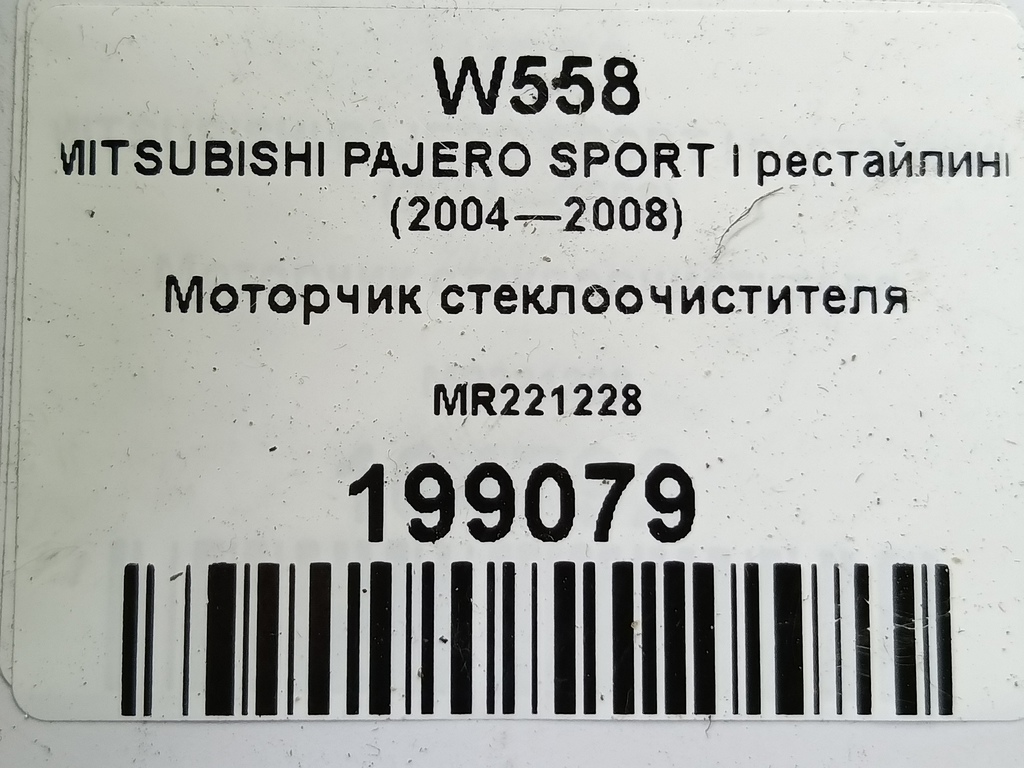 W558
MITSUBISHI PAJERO SPORT I рестайлинг
(2004—2008)
Моторчик стеклоочистителя
MR221228
199079